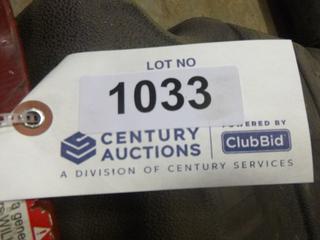 LOT NO
1033
CENTURY
AUCTIONS
POWERED BY
ClubBid
A DIVISION OF CENTURY SERVICES